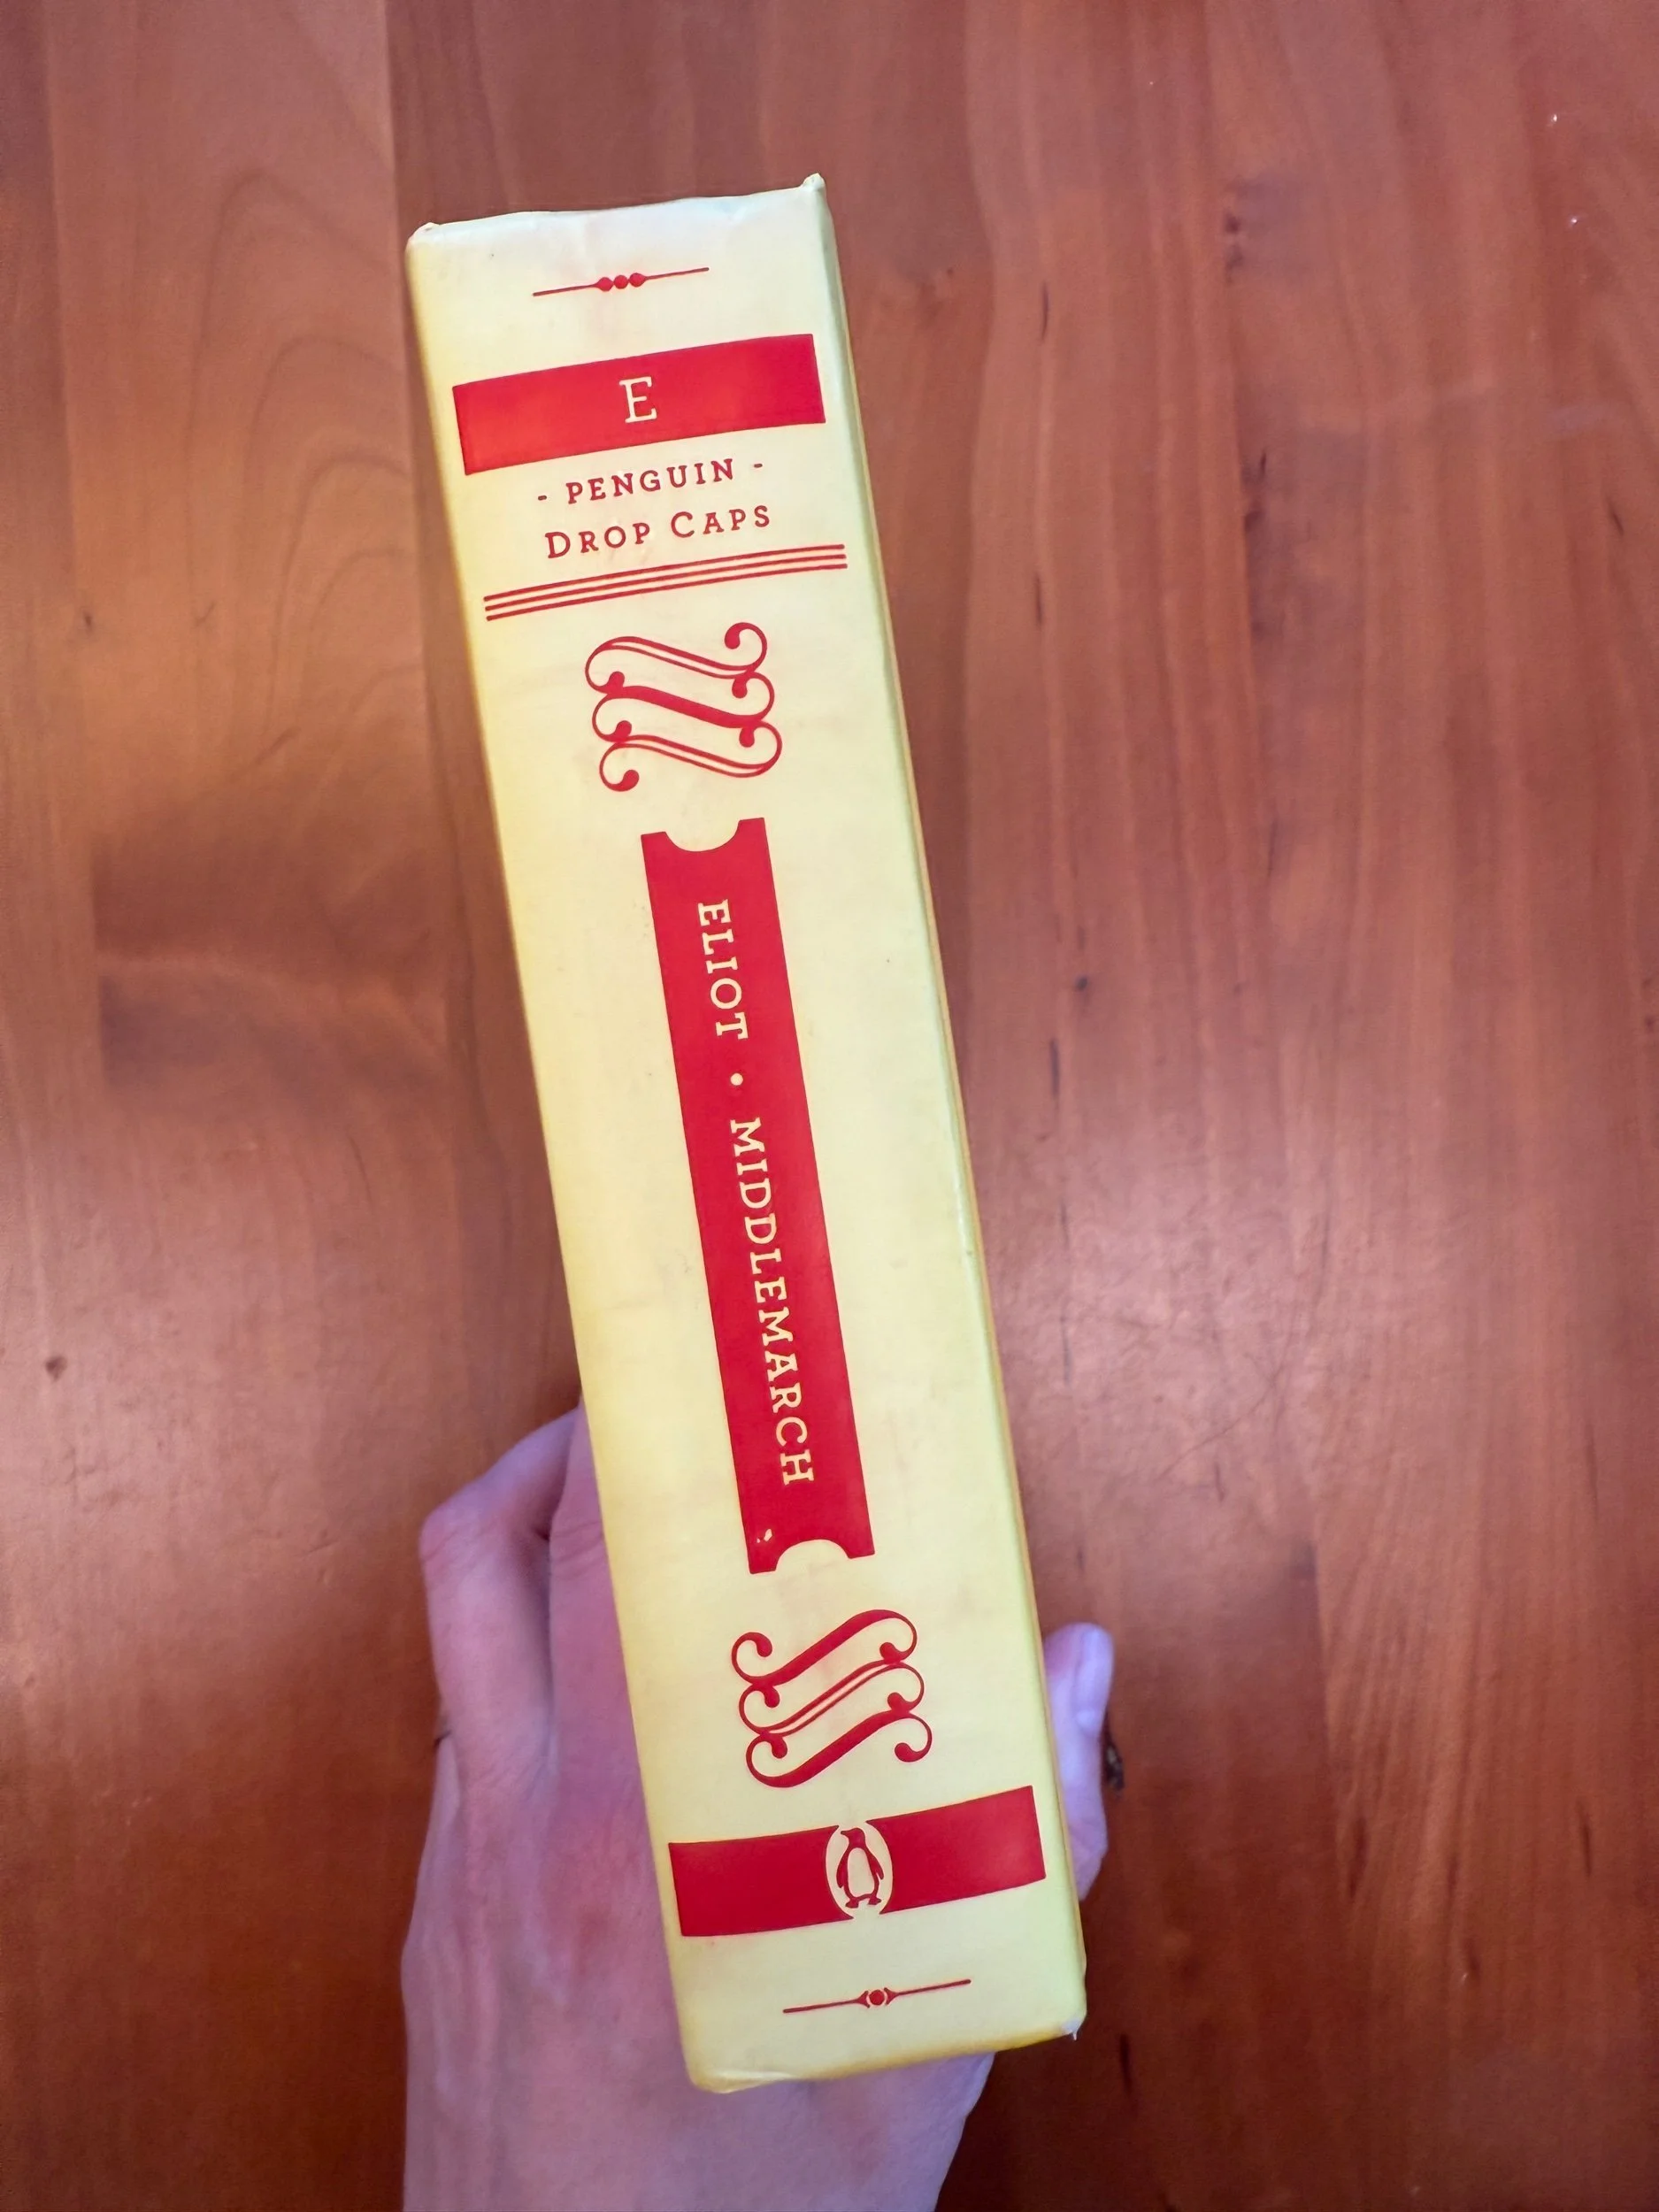 E
- PENGUIN -
DROP CAPS
ELIOT • MIDDLEMARCH